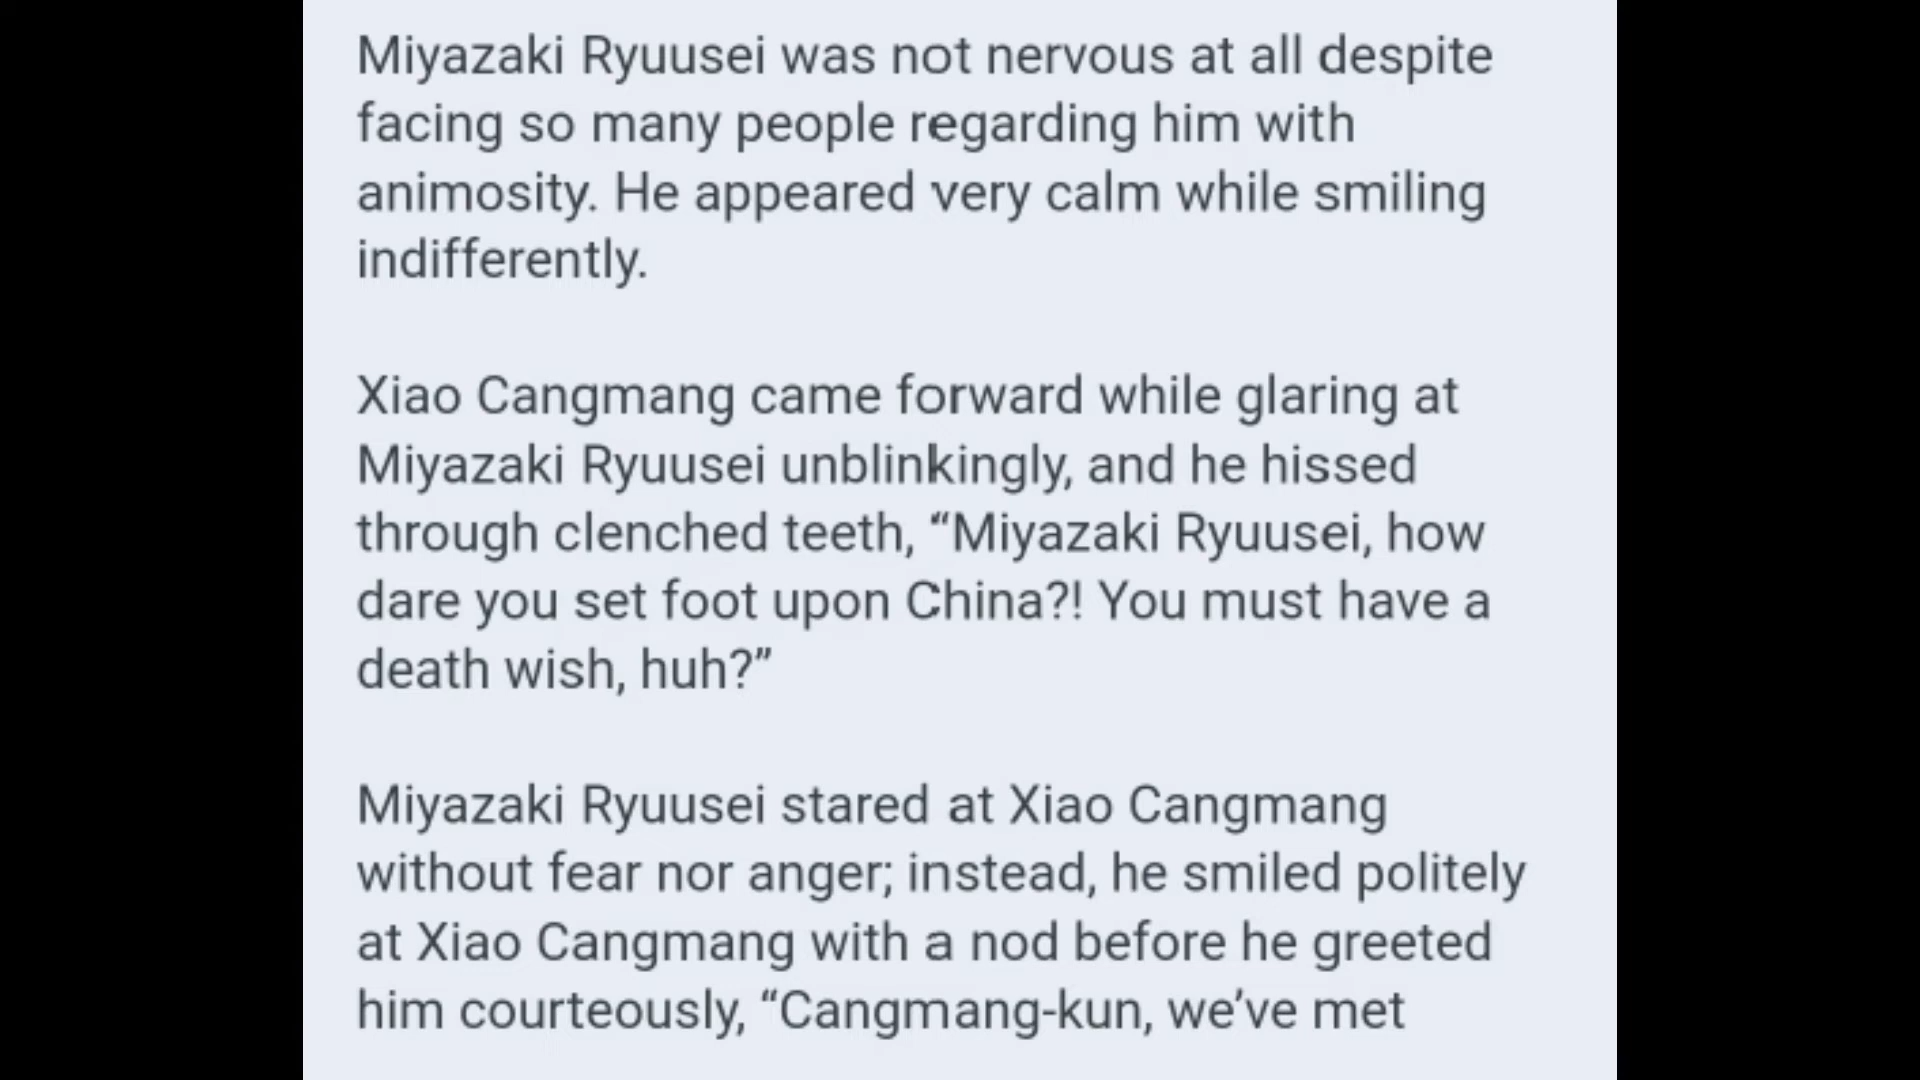 Miyazaki Ryuusei was not nervous at all despite
facing so many people regarding him with
animosity. He appeared very calm while smiling
indifferently.
Xiao Cangmang came forward while glaring at
Miyazaki Ryuusei unblinkingly, and he hissed
through clenched teeth, “Miyazaki Ryuusei, how
dare you set foot upon China?! You must have a
death wish, huh?”
Miyazaki Ryuusei stared at Xiao Cangmang
without fear nor anger; instead, he smiled politely
at Xiao Cangmang with a nod before he greeted
him courteously, “Cangmang-kun, we’ve met